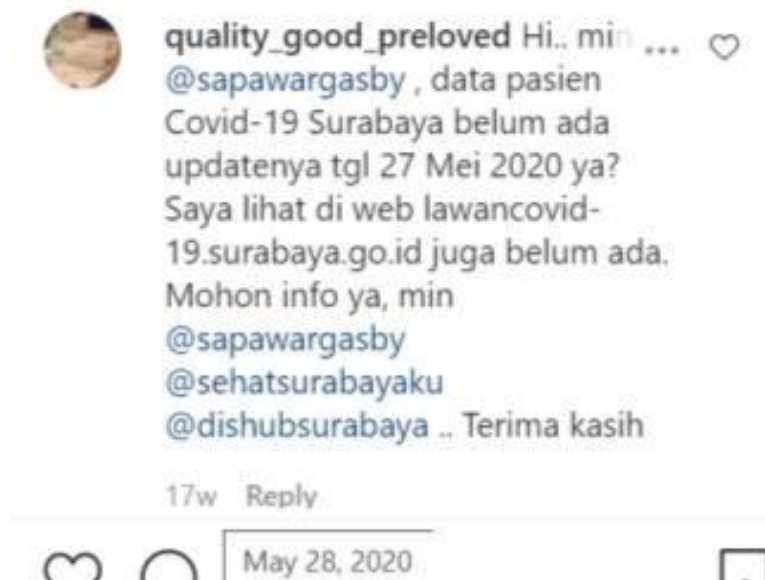 quality_good_preloved Hi.. min ...
@sapawargasby , data pasien
Covid-19 Surabaya belum ada
updatenya tgl 27 Mei 2020 ya?
Saya lihat di web lawancovid-
19.surabaya.go.id juga belum ada.
Mohon info ya, min
@sapawargasby
@sehatsurabayaku
@dishubsurabaya .. Terima kasih
17w Reply
May 28, 2020